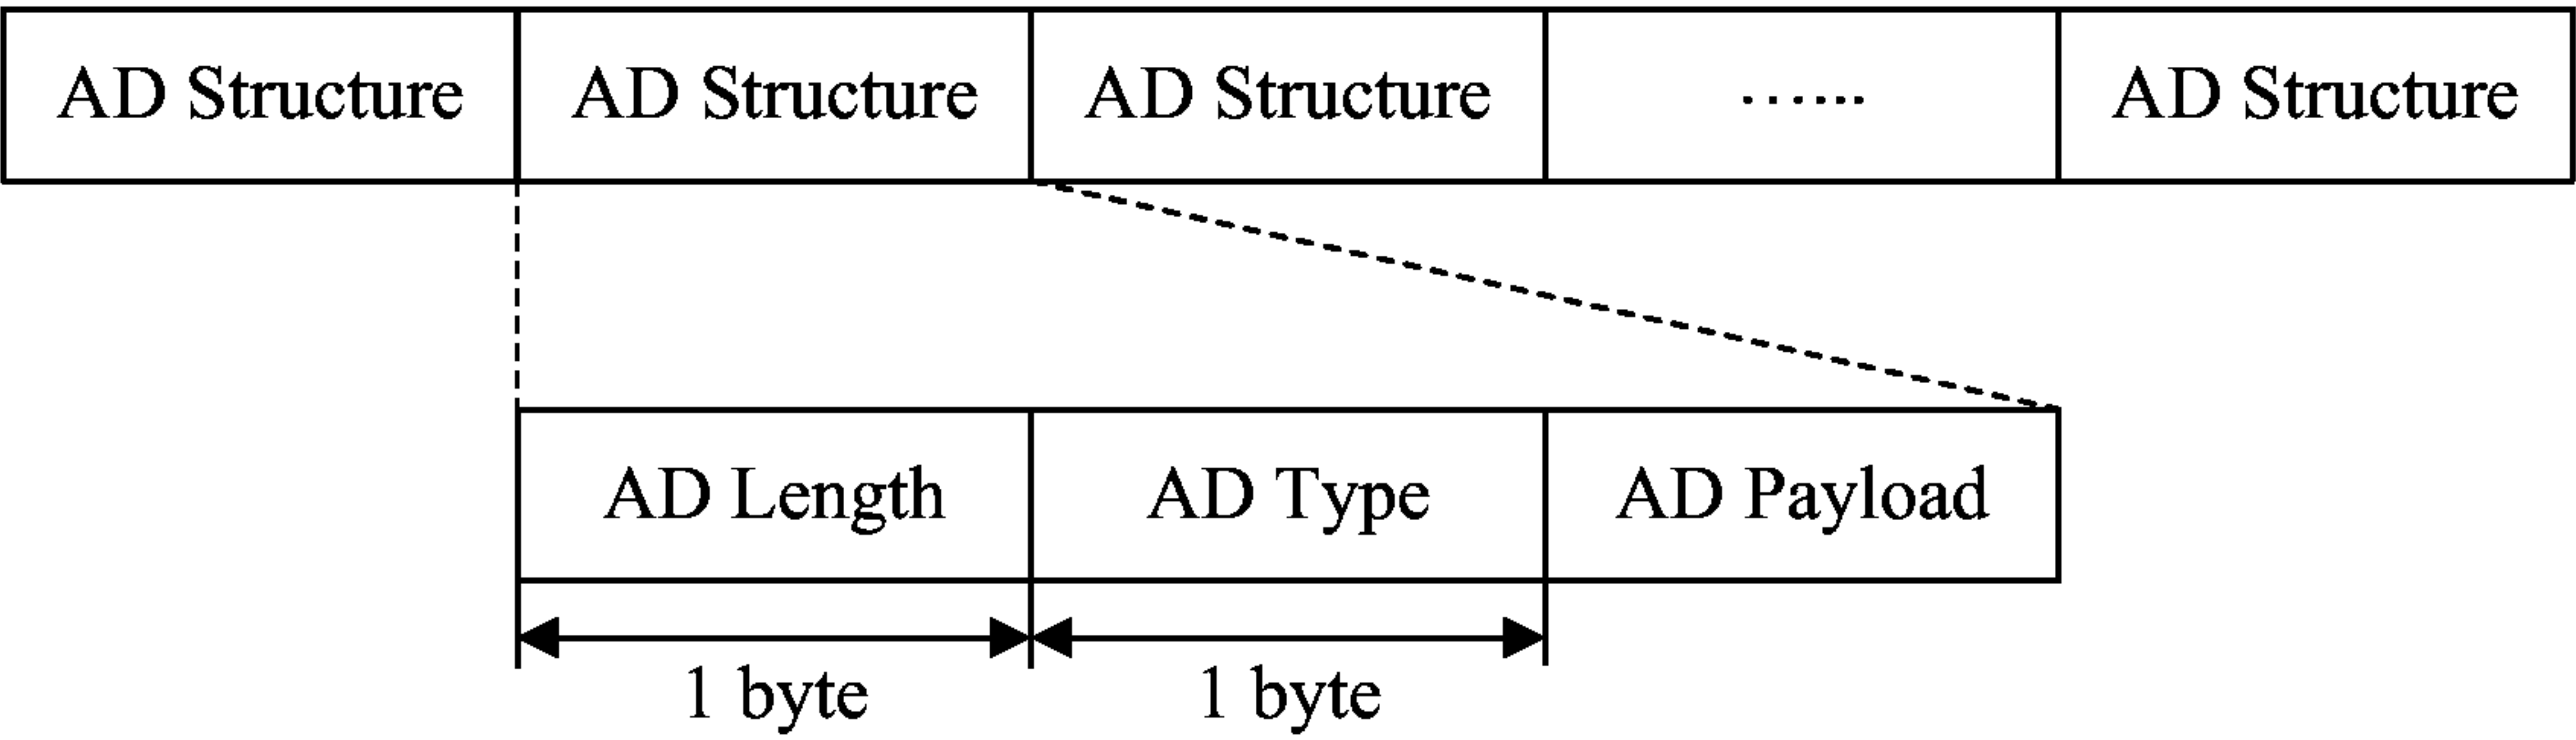 AD Structure AD Structure AD Structure ...... AD Structure
AD Length AD Type AD Payload
1 byte 1 byte